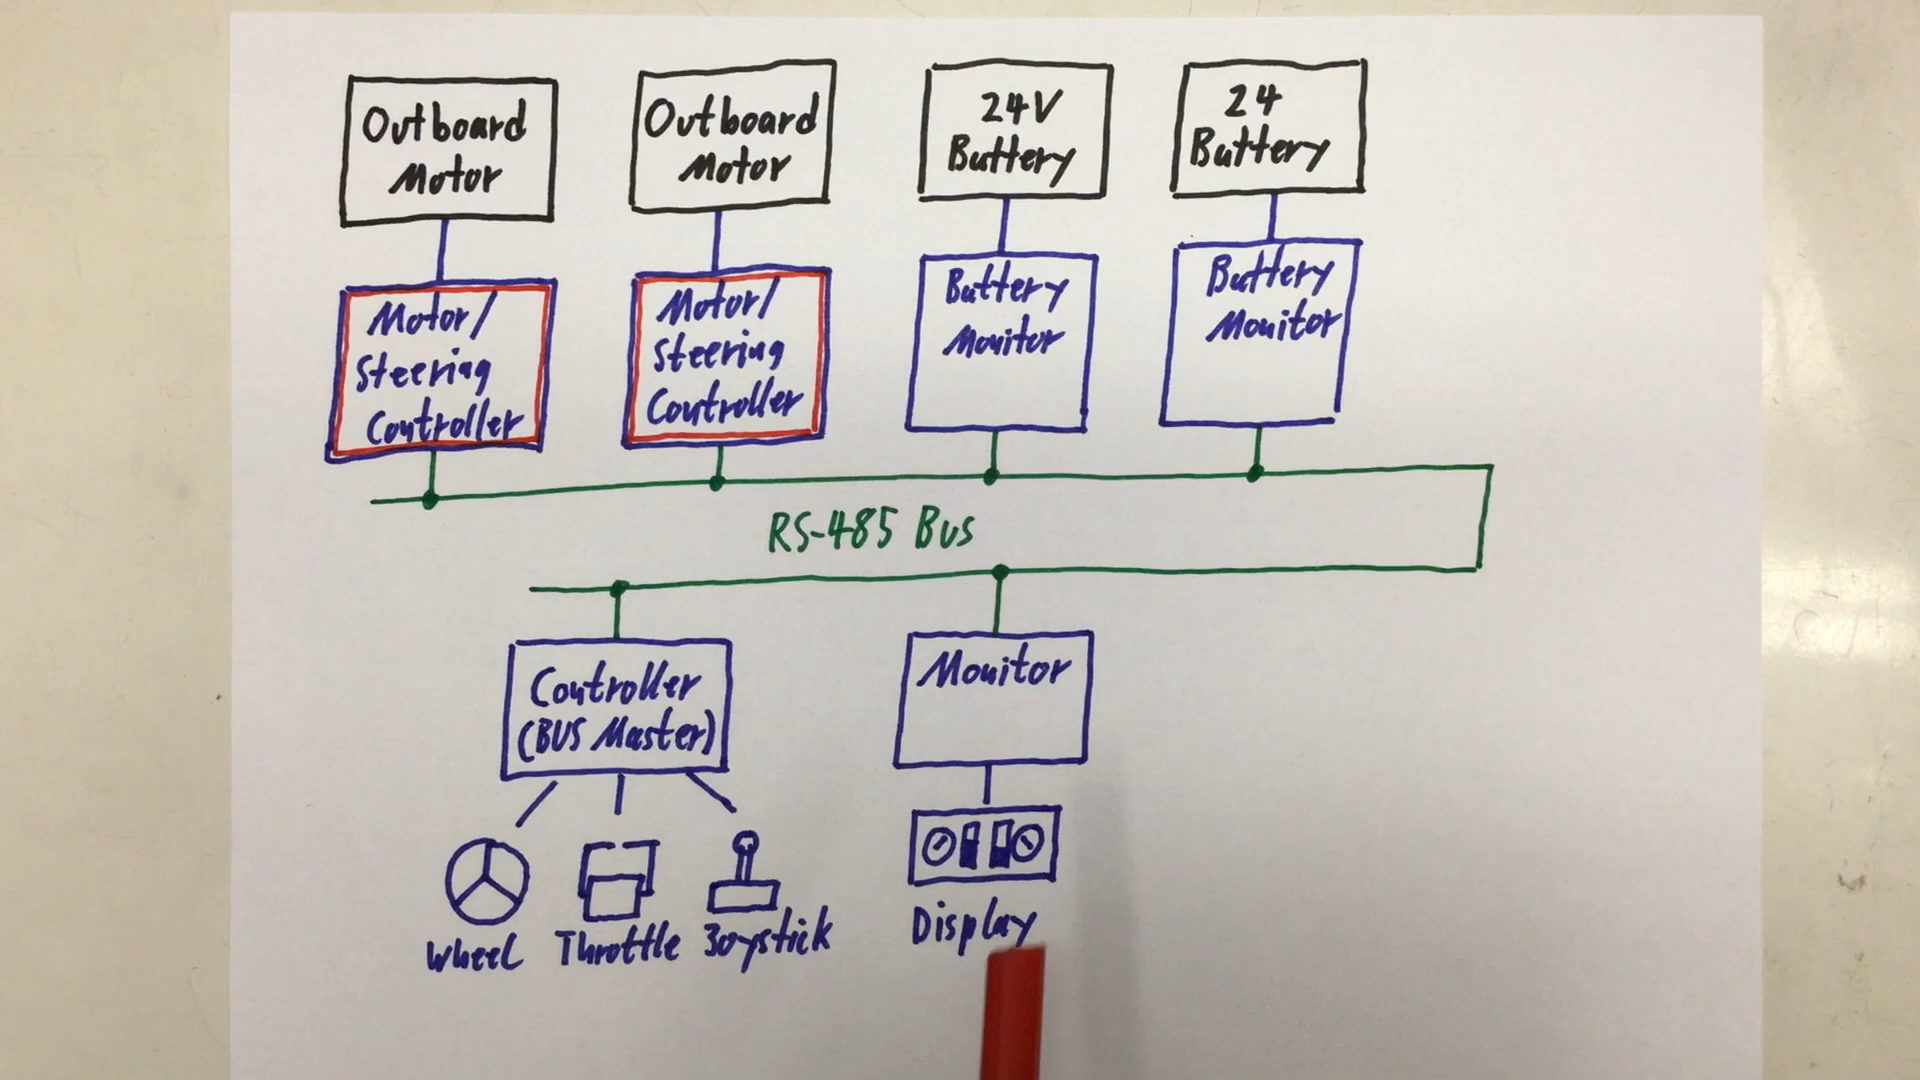 Outboard
Motor
Outboard
Motor
24V
Battery
24
Battery
Motor/
Steering
Controller
Motor/
Steering
Controller
Battery
Monitor
Battery
Monitor
RS-485 Bus
Controller
(BUS Master)
Monitor
Wheel
Throttle
Joystick
Display